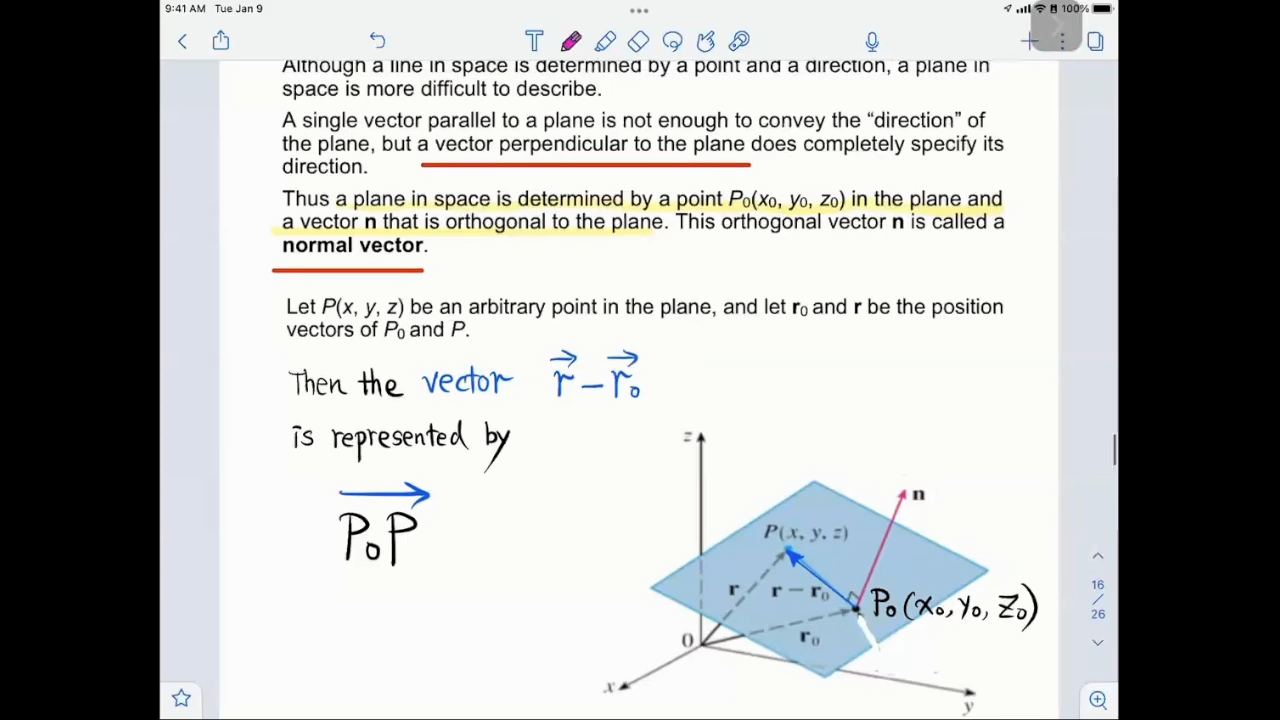 9:41 AM Tue Jan 9
100%
Although a line in space is determined by a point and a direction, a plane in
space is more difficult to describe.
A single vector parallel to a plane is not enough to convey the “direction” of
the plane, but a vector perpendicular to the plane does completely specify its
direction.
Thus a plane in space is determined by a point P₀(x₀, y₀, z₀) in the plane and
a vector n that is orthogonal to the plane. This orthogonal vector n is called a
normal vector.
Let P(x, y, z) be an arbitrary point in the plane, and let r₀ and r be the position
vectors of P₀ and P.
Then the vector r⃗ − r⃗₀
is represented by
P₀P
z
n
P(x, y, z)
r
r − r₀
P₀(x₀, y₀, z₀)
r₀
0
x
y
16
/
26